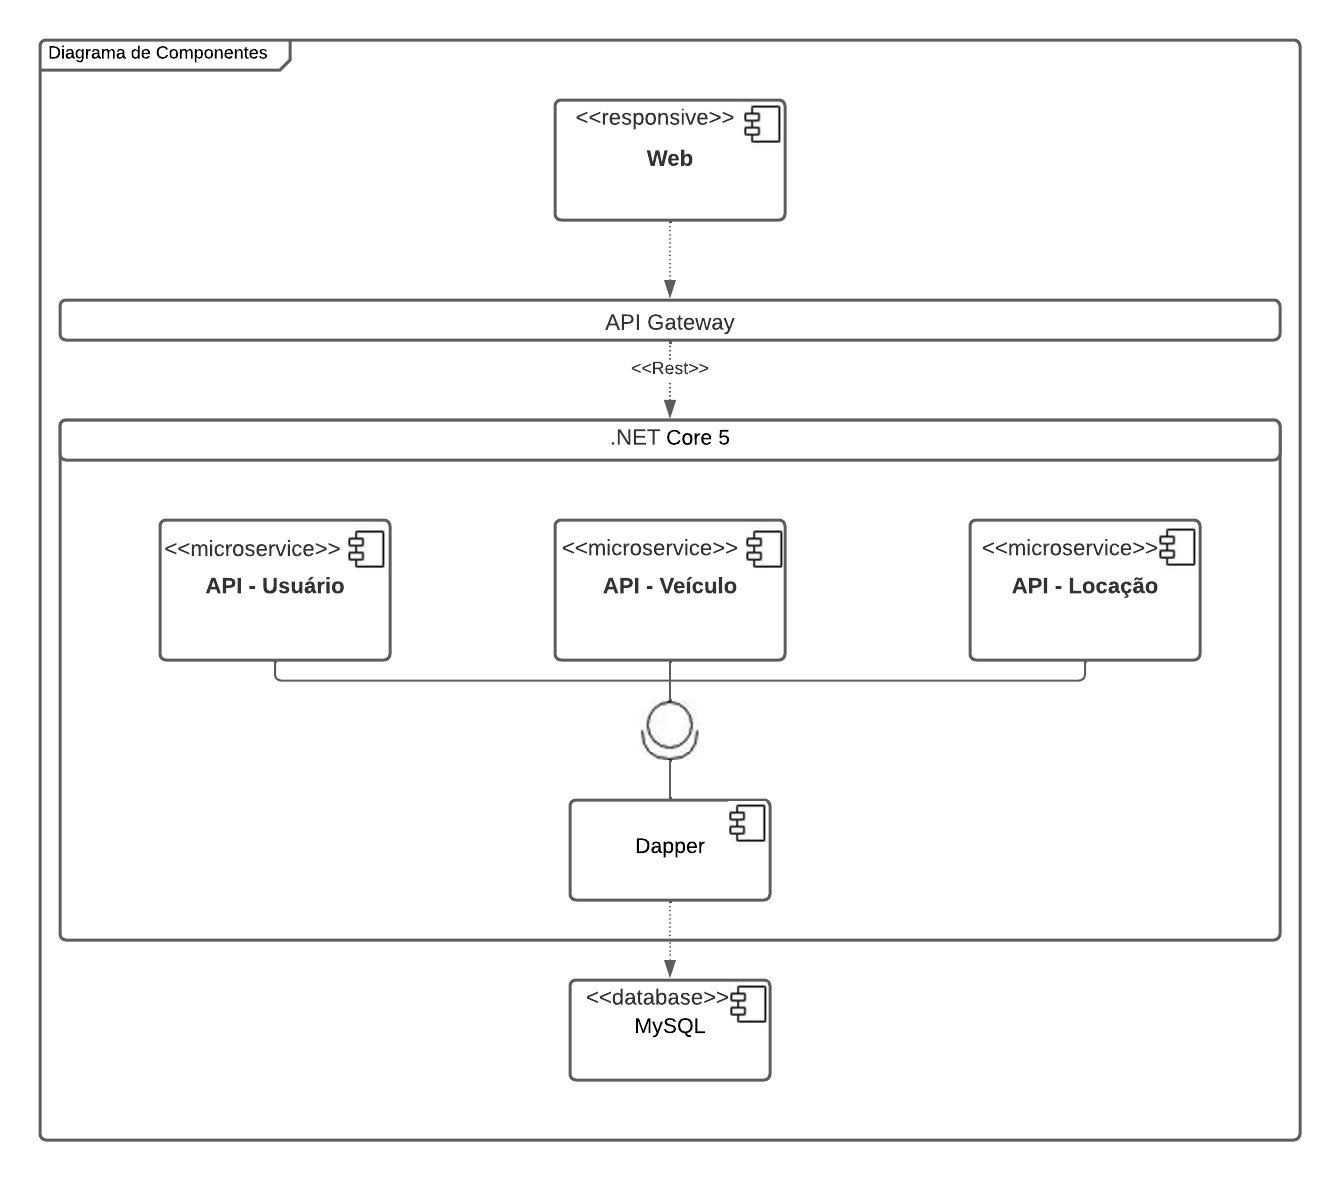 Diagrama de Componentes
<<responsive>>
Web
API Gateway
<<Rest>>
.NET Core 5
<<microservice>>
API - Usuário
<<microservice>>
API - Veículo
<<microservice>>
API - Locação
Dapper
<<database>>
MySQL